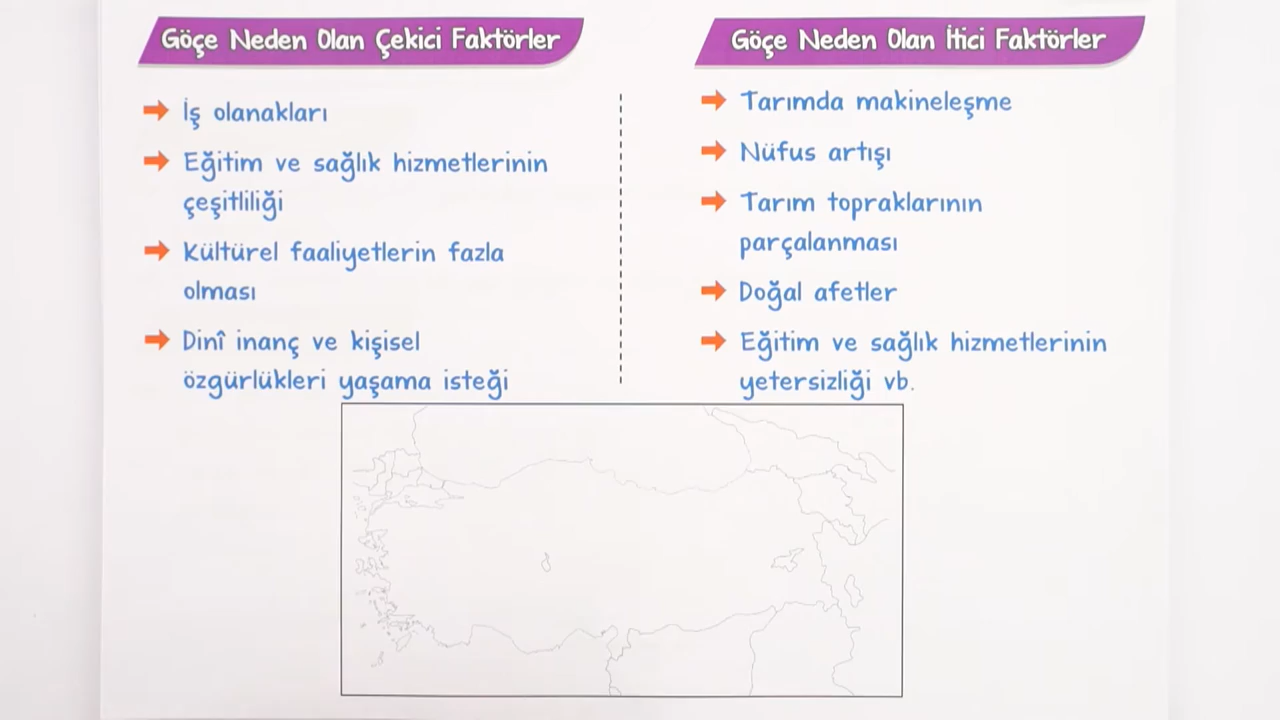 Göçe Neden Olan Çekici Faktörler
İş olanakları
Eğitim ve sağlık hizmetlerinin
çeşitliliği
Kültürel faaliyetlerin fazla
olması
Dinî inanç ve kişisel
özgürlükleri yaşama isteği
Göçe Neden Olan İtici Faktörler
Tarımda makineleşme
Nüfus artışı
Tarım topraklarının
parçalanması
Doğal afetler
Eğitim ve sağlık hizmetlerinin
yetersizliği vb.